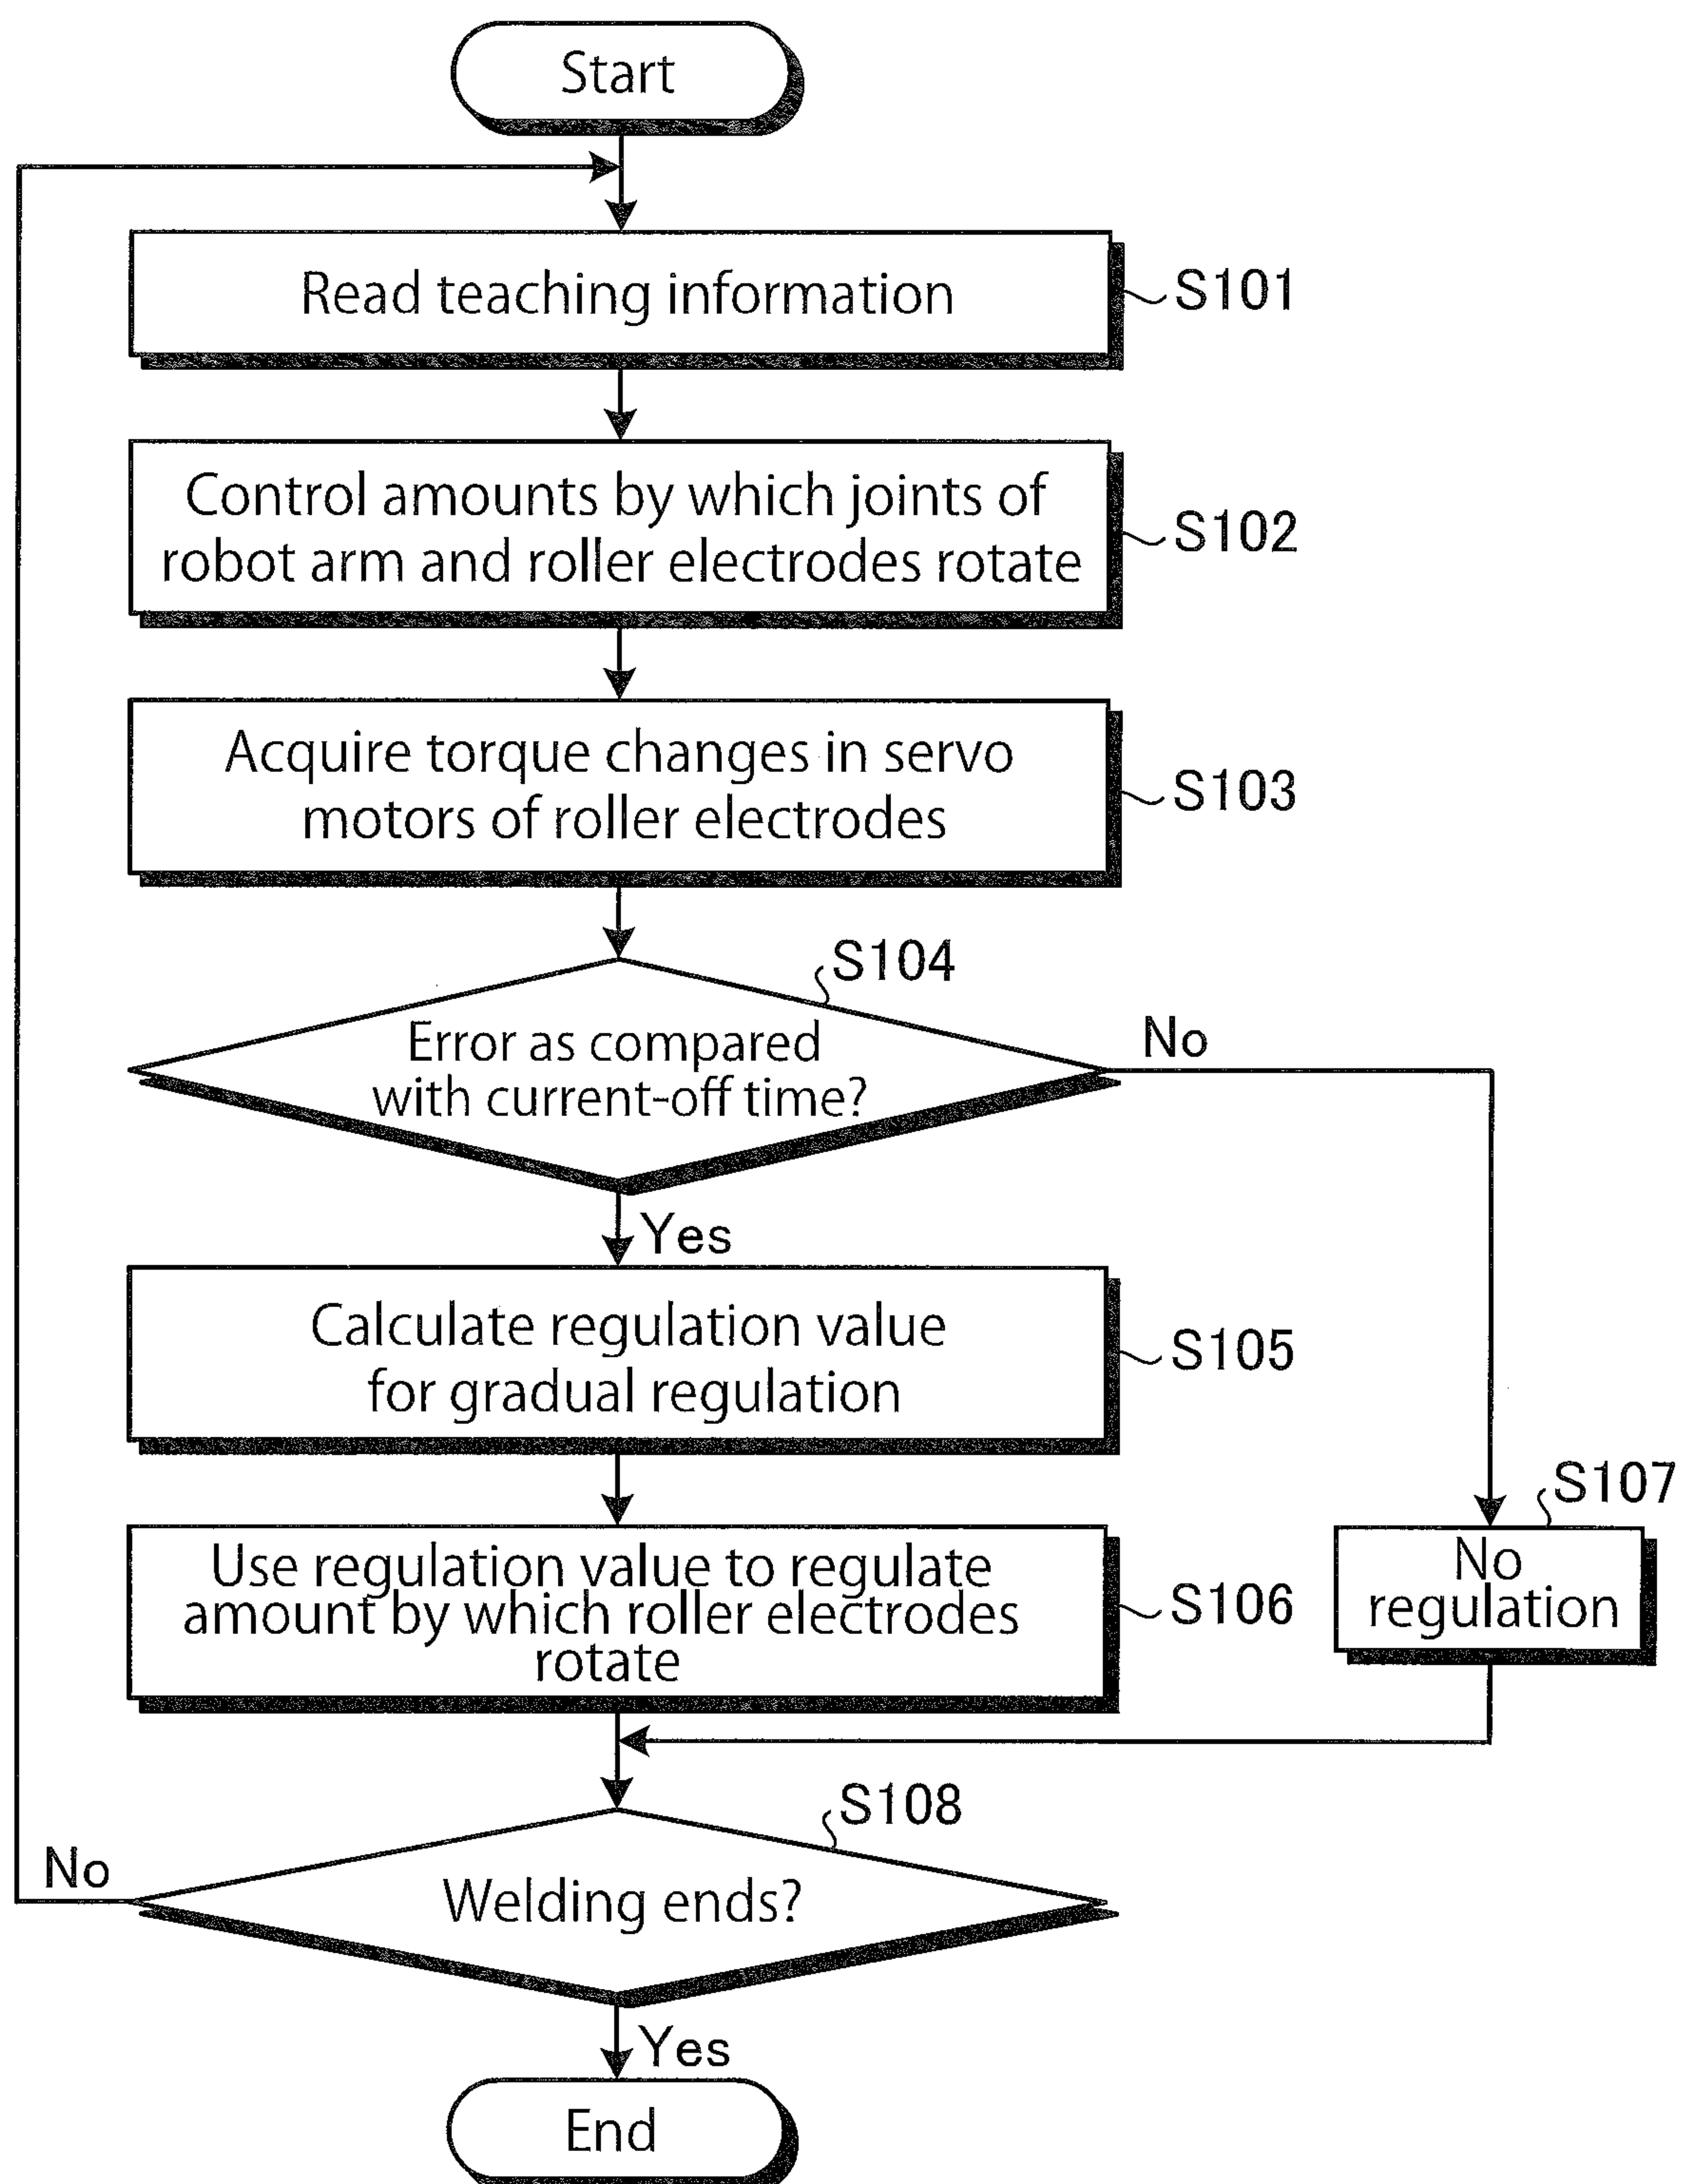 Start
Read teaching information
S101
Control amounts by which joints of
robot arm and roller electrodes rotate
S102
Acquire torque changes in servo
motors of roller electrodes
S103
S104
Error as compared
with current-off time?
No
Yes
Calculate regulation value
for gradual regulation
S105
Use regulation value to regulate
amount by which roller electrodes
rotate
S106
S107
No
regulation
S108
Welding ends?
No
Yes
End